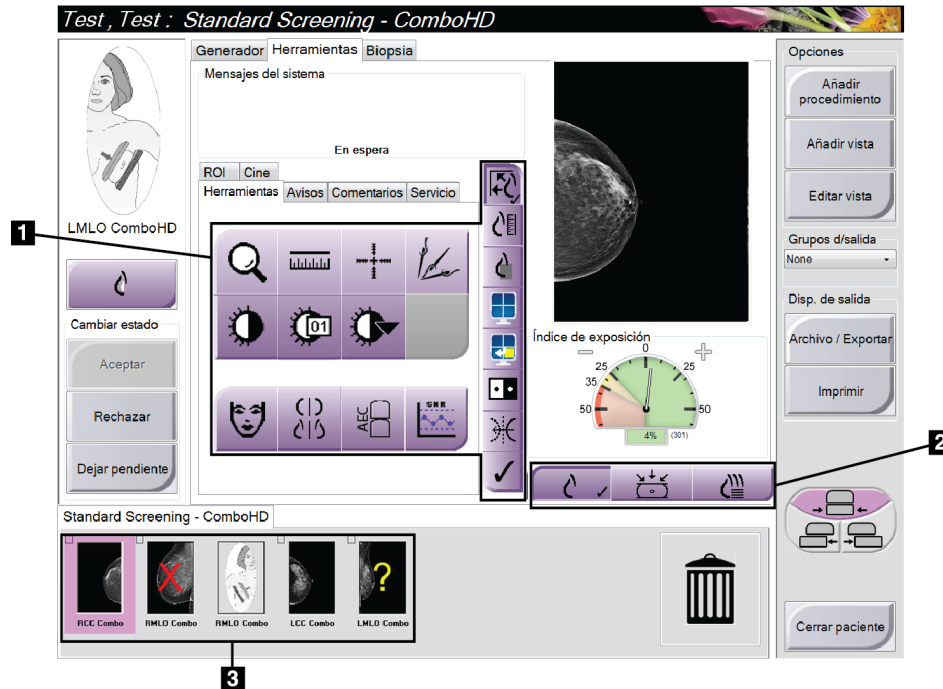 Test , Test :  Standard Screening - ComboHD
Generador Herramientas Biopsia
Mensajes del sistema
En espera
ROI Cine
Herramientas Avisos Comentarios Servicio
01
AEC
SNR
LMLO ComboHD
Cambiar estado
Aceptar
Rechazar
Dejar pendiente
1
Índice de exposición
0
25 25
35
50 50
4% (301)
2
Opciones
Añadir
procedimiento
Añadir vista
Editar vista
Grupos d/salida
None
Disp. de salida
Archivo / Exportar
Imprimir
Cerrar paciente
Standard Screening - ComboHD
?
RCC Combo RMLO Combo RMLO Combo LCC Combo LMLO Combo
3